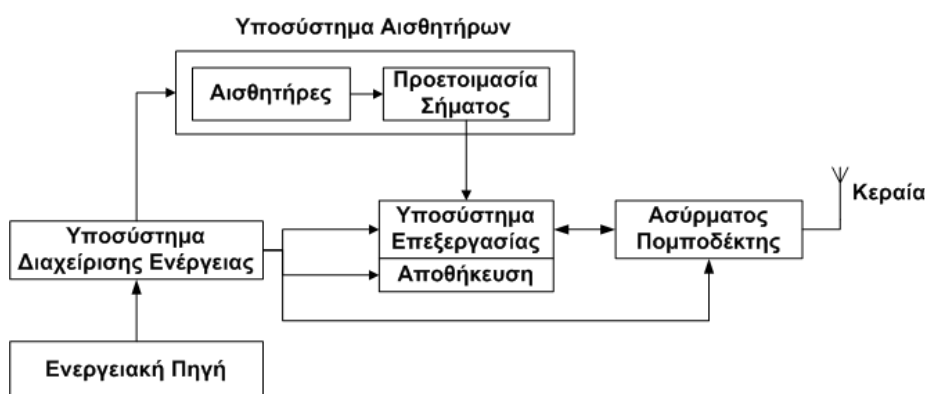 Υποσύστημα Αισθητήρων
Αισθητήρες
Προετοιμασία
Σήματος
Κεραία
Υποσύστημα
Διαχείρισης Ενέργειας
Υποσύστημα
Επεξεργασίας
Αποθήκευση
Ασύρματος
Πομποδέκτης
Ενεργειακή Πηγή